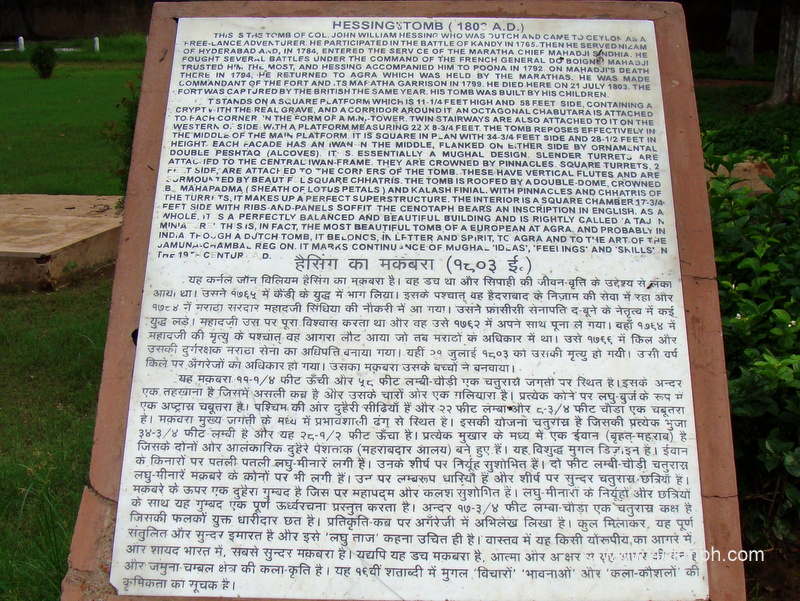 HESSING'S TOMB (1803 A.D.)
THIS IS THE TOMB OF COL. JOHN WILLIAM HESSING WHO WAS DUTCH AND CAME TO CEYLON AS A
FREE-LANCE ADVENTURER. HE PARTICIPATED IN THE BATTLE OF KANDY IN 1765. THEN HE SERVED NIZAM
OF HYDERABAD AND, IN 1784, ENTERED THE SERVICE OF THE MARATHA CHIEF MAHADJI SINDHIA. HE
FOUGHT SEVERAL BATTLES UNDER THE COMMAND OF THE FRENCH GENERAL, DE BOIGNE. MAHADJI
TRUSTED HIM THE MOST, AND HESSING ACCOMPANIED HIM TO POONA IN 1792. ON MAHADJI'S DEATH
THERE IN 1794, HE RETURNED TO AGRA WHICH WAS HELD BY THE MARATHAS. HE WAS MADE
COMMANDANT OF THE FORT AND ITS MARATHA GARRISON IN 1799. HE DIED HERE ON 21 JULY 1803. THE
FORT WAS CAPTURED BY THE BRITISH THE SAME YEAR. HIS TOMB WAS BUILT BY HIS CHILDREN.
IT STANDS ON A SQUARE PLATFORM WHICH IS 11-1/4 FEET HIGH AND 58 FEET SIDE, CONTAINING A
CRYPT WITH THE REAL GRAVE, AND A CORRIDOR AROUND IT. AN OCTAGONAL CHABUTARA IS ATTACHED
TO EACH CORNER IN THE FORM OF A MINI-TOWER. TWIN STAIRWAYS ARE ALSO ATTACHED TO IT ON THE
WESTERN SIDE WITH A PLATFORM MEASURING 22 X 8-3/4 FEET. THE TOMB REPOSES EFFECTIVELY IN
THE MIDDLE OF THE MAIN PLATFORM. IT IS SQUARE IN PLAN WITH 34-3/4 FEET SIDE AND 28-1/2 FEET IN
HEIGHT. EACH FACADE HAS AN IWAN IN THE MIDDLE, FLANKED ON EITHER SIDE BY ORNAMENTAL
DOUBLE PESHTAQ (ALCOVES). IT IS ESSENTIALLY A MUGHAL DESIGN. SLENDER TURRETS ARE
ATTACHED TO THE CENTRAL IWAN-FRAME. THEY ARE CROWNED BY PINNACLES. SQUARE TURRETS, 2
FEET SIDE, ARE ATTACHED TO THE CORNERS OF THE TOMB. THESE HAVE VERTICAL FLUTES AND ARE
SURMOUNTED BY BEAUTIFUL SQUARE CHHATRIS. THE TOMB IS ROOFED BY A DOUBLE-DOME, CROWNED
BY MAHAPADMA (SHEATH OF LOTUS PETALS) AND KALASH FINIAL. WITH PINNACLES AND CHHATRIS OF
THE TURRETS, IT MAKES UP A PERFECT SUPERSTRUCTURE. THE INTERIOR IS A SQUARE CHAMBER 17-3/4
FEET SIDE WITH RIBS-AND-PANELS SOFFIT. THE CENOTAPH BEARS AN INSCRIPTION IN ENGLISH. AS A
WHOLE, IT IS A PERFECTLY BALANCED AND BEAUTIFUL BUILDING AND IS RIGHTLY CALLED 'A TAJ IN
MINIATURE'. THIS IS, IN FACT, THE MOST BEAUTIFUL TOMB OF A EUROPEAN AT AGRA, AND PROBABLY IN
INDIA. THOUGH A DUTCH TOMB, IT BELONGS, IN LETTER AND SPIRIT, TO AGRA AND TO THE ART OF THE
JAMUNA-CHAMBAL REGION. IT MARKS CONTINUANCE OF MUGHAL 'IDEAS', 'FEELINGS' AND 'SKILLS' IN
THE 19TH CENTURY A.D.
हैसिंग का मक़बरा (१८०३ ई.)
यह कर्नल जॉन विलियम हैसिंग का मक़बरा है। वह डच था और सिपाही की जीवन-वृत्ति के उद्देश्य से लंका
आया था। उसने १७६५ में कैंडी के युद्ध में भाग लिया। इसके पश्चात् वह हैदराबाद के निज़ाम की सेवा में रहा और
१७८४ में मराठा सरदार महादजी सिंधिया की नौकरी में आ गया। उसने फ्रांसीसी सेनापति द-बूने के नेतृत्व में कई
युद्ध लड़े। महादजी उस पर पूरा विश्वास करता था और वह उसे १७६२ में अपने साथ पूना ले गया। वहाँ १७६४ में
महादजी की मृत्यु के पश्चात् वह आगरा लौट आया जो तब मराठों के अधिकार में था। उसे १७६६ में किले और
उसकी दुर्गरक्षक मराठा सेना का अधिपति बनाया गया। यहीं २१ जुलाई १८०३ को उसकी मृत्यु हो गयी। उसी वर्ष
किले पर अँगरेजों का अधिकार हो गया। उसका मक़बरा उसके बच्चों ने बनवाया।
यह मक़बरा ११-१/४ फीट ऊँची और ५८ फीट लम्बी-चौड़ी एक चतुरास्र जगती पर स्थित है। इसके अन्दर
एक तहख़ाना है जिसमें असली कब्र है और उसके चारों ओर एक गलियारा है। प्रत्येक कोने पर लघु-बुर्ज के रूप में
एक अष्टास्र चबूतरा है। पश्चिम की ओर दुहेरी सीढ़ियाँ हैं और २२ फीट लम्बा और ८-३/४ फीट चौड़ा एक चबूतरा
है। मक़बरा मुख्य जगती के मध्य में प्रभावशाली ढंग से स्थित है। इसकी योजना चतुरास्र है जिसकी प्रत्येक भुजा
३४-३/४ फीट लम्बी है और यह २८-१/२ फीट ऊँचा है। प्रत्येक मुखार के मध्य में एक ईवान (बृहत-महराब) है
जिसके दोनों ओर आलंकारिक दुहेरे पेशताक़ (महराबदार आलय) बने हुए हैं। यह विशुद्ध मुगल डिज़ाइन है। ईवान
के किनारों पर पतली पतली लघु-मीनारें लगी हैं। उनके शीर्ष पर निर्यूह सुशोभित हैं। दो फीट लम्बी-चौड़ी चतुरास्र
लघु-मीनारें मक़बरे के कोनों पर भी लगी हैं। उन पर लम्बरूप धारियाँ हैं और शीर्ष पर सुन्दर चतुरास्र छत्रियाँ हैं।
मक़बरे के ऊपर एक दुहेरा गुम्बद है जिस पर महापद्म और कलश सुशोभित हैं। लघु-मीनारों के निर्यूहों और छत्रियों
के साथ यह गुम्बद एक पूर्ण ऊर्ध्वरचना प्रस्तुत करता है। अन्दर १७-३/४ फीट लम्बा-चौड़ा एक चतुरास्र कक्ष है
जिसकी फलकों युक्त धारीदार छत है। प्रतिकृति-कब्र पर अँगरेजी में अभिलेख लिखा है। कुल मिलाकर, यह पूर्ण
संतुलित और सुन्दर इमारत है और इसे 'लघु ताज' कहना उचित ही है। वास्तव में यह किसी योरूपीय का आगरे में,
और शायद भारत में, सबसे सुन्दर मक़बरा है। यद्यपि यह डच मक़बरा है, आत्मा और
और जमुना-चम्बल क्षेत्र की कला-कृति है। यह १६वीं शताब्दी में मुगल 'विचारों' 'भावनाओं' और 'कला-कौशलों' की
क्रमिकता का सूचक है।